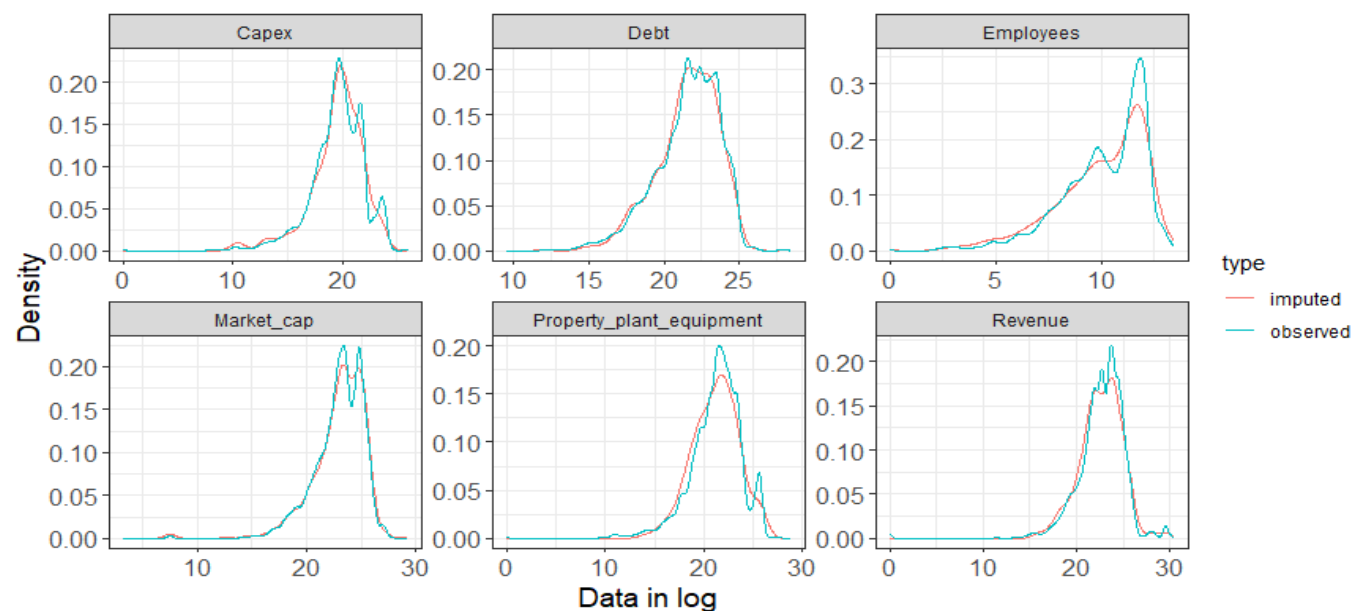 Capex
Debt
Employees
0.20
0.15
0.10
0.05
0.00
0 10 20
0.20
0.15
0.10
0.05
0.00
10 15 20 25
0.3
0.2
0.1
0.0
0 5 10
Market_cap
Property_plant_equipment
Revenue
0.20
0.15
0.10
0.05
0.00
10 20 30
0.20
0.15
0.10
0.05
0.00
0 10 20 30
0.20
0.15
0.10
0.05
0.00
0 10 20 30
Density
Data in log
type
imputed
observed